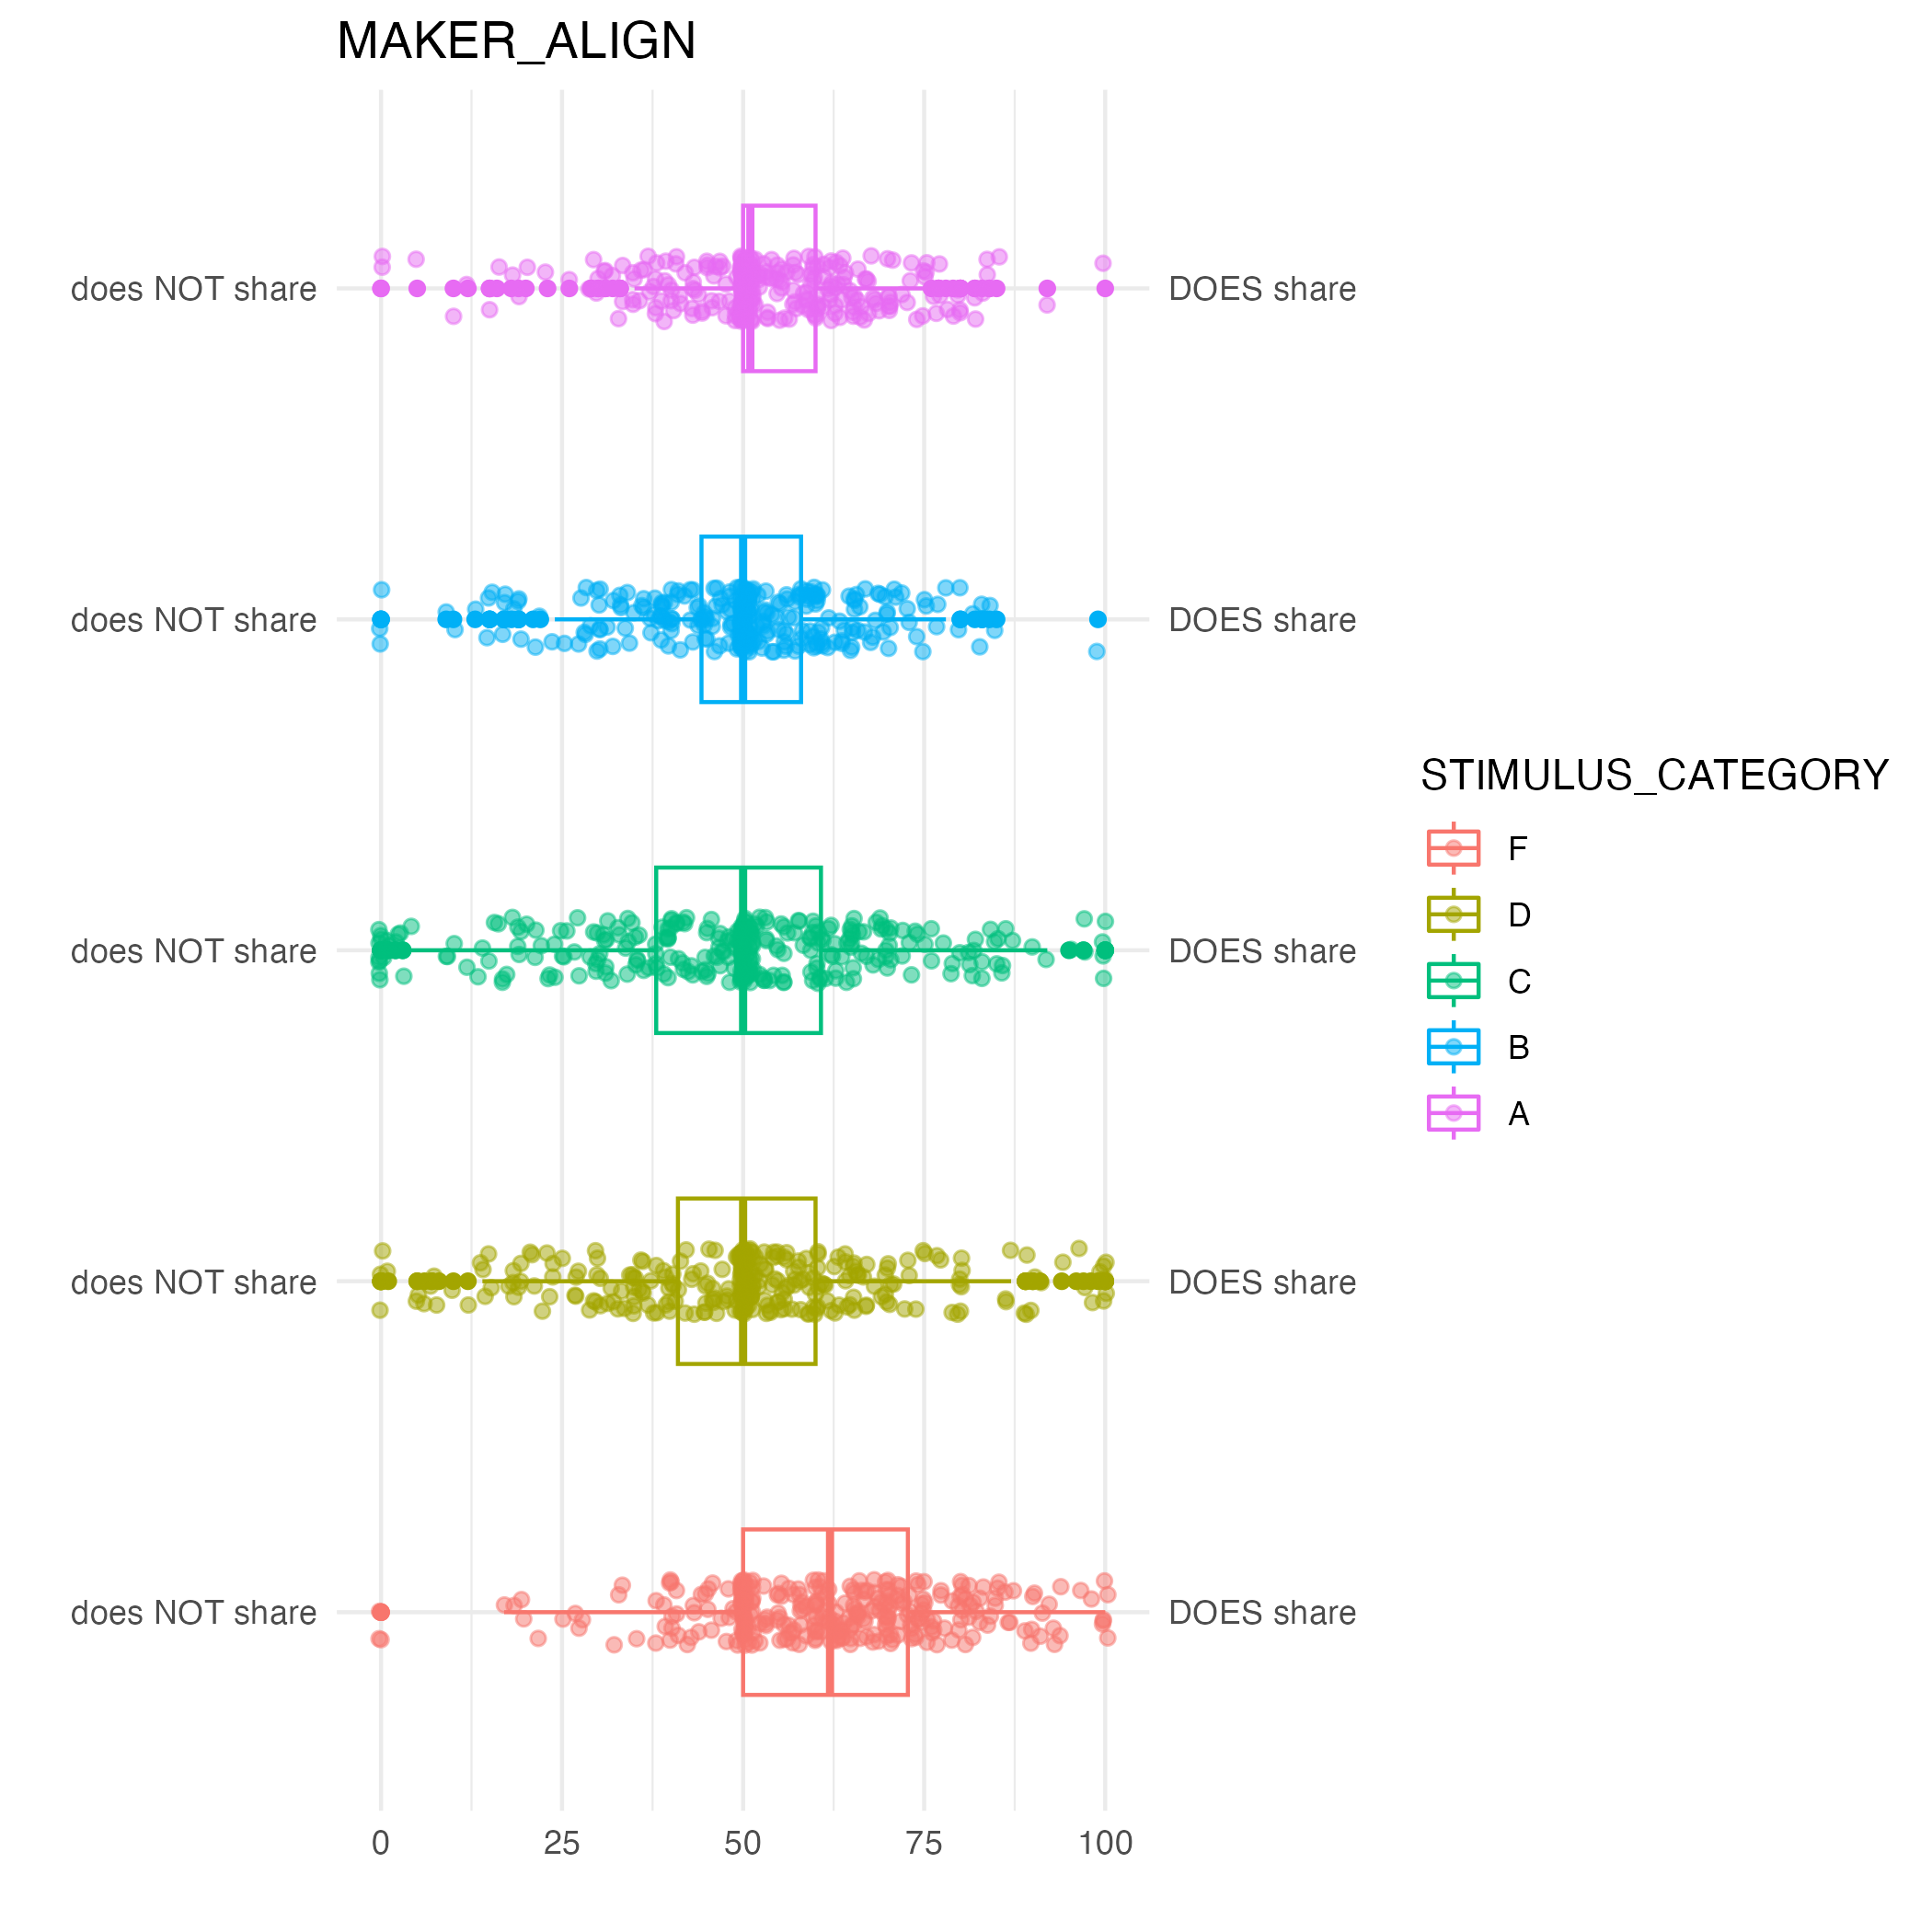 MAKER_ALIGN
does NOT share DOES share
does NOT share DOES share
does NOT share DOES share
does NOT share DOES share
does NOT share DOES share
0 25 50 75 100
STIMULUS_CATEGORY
F
D
C
B
A